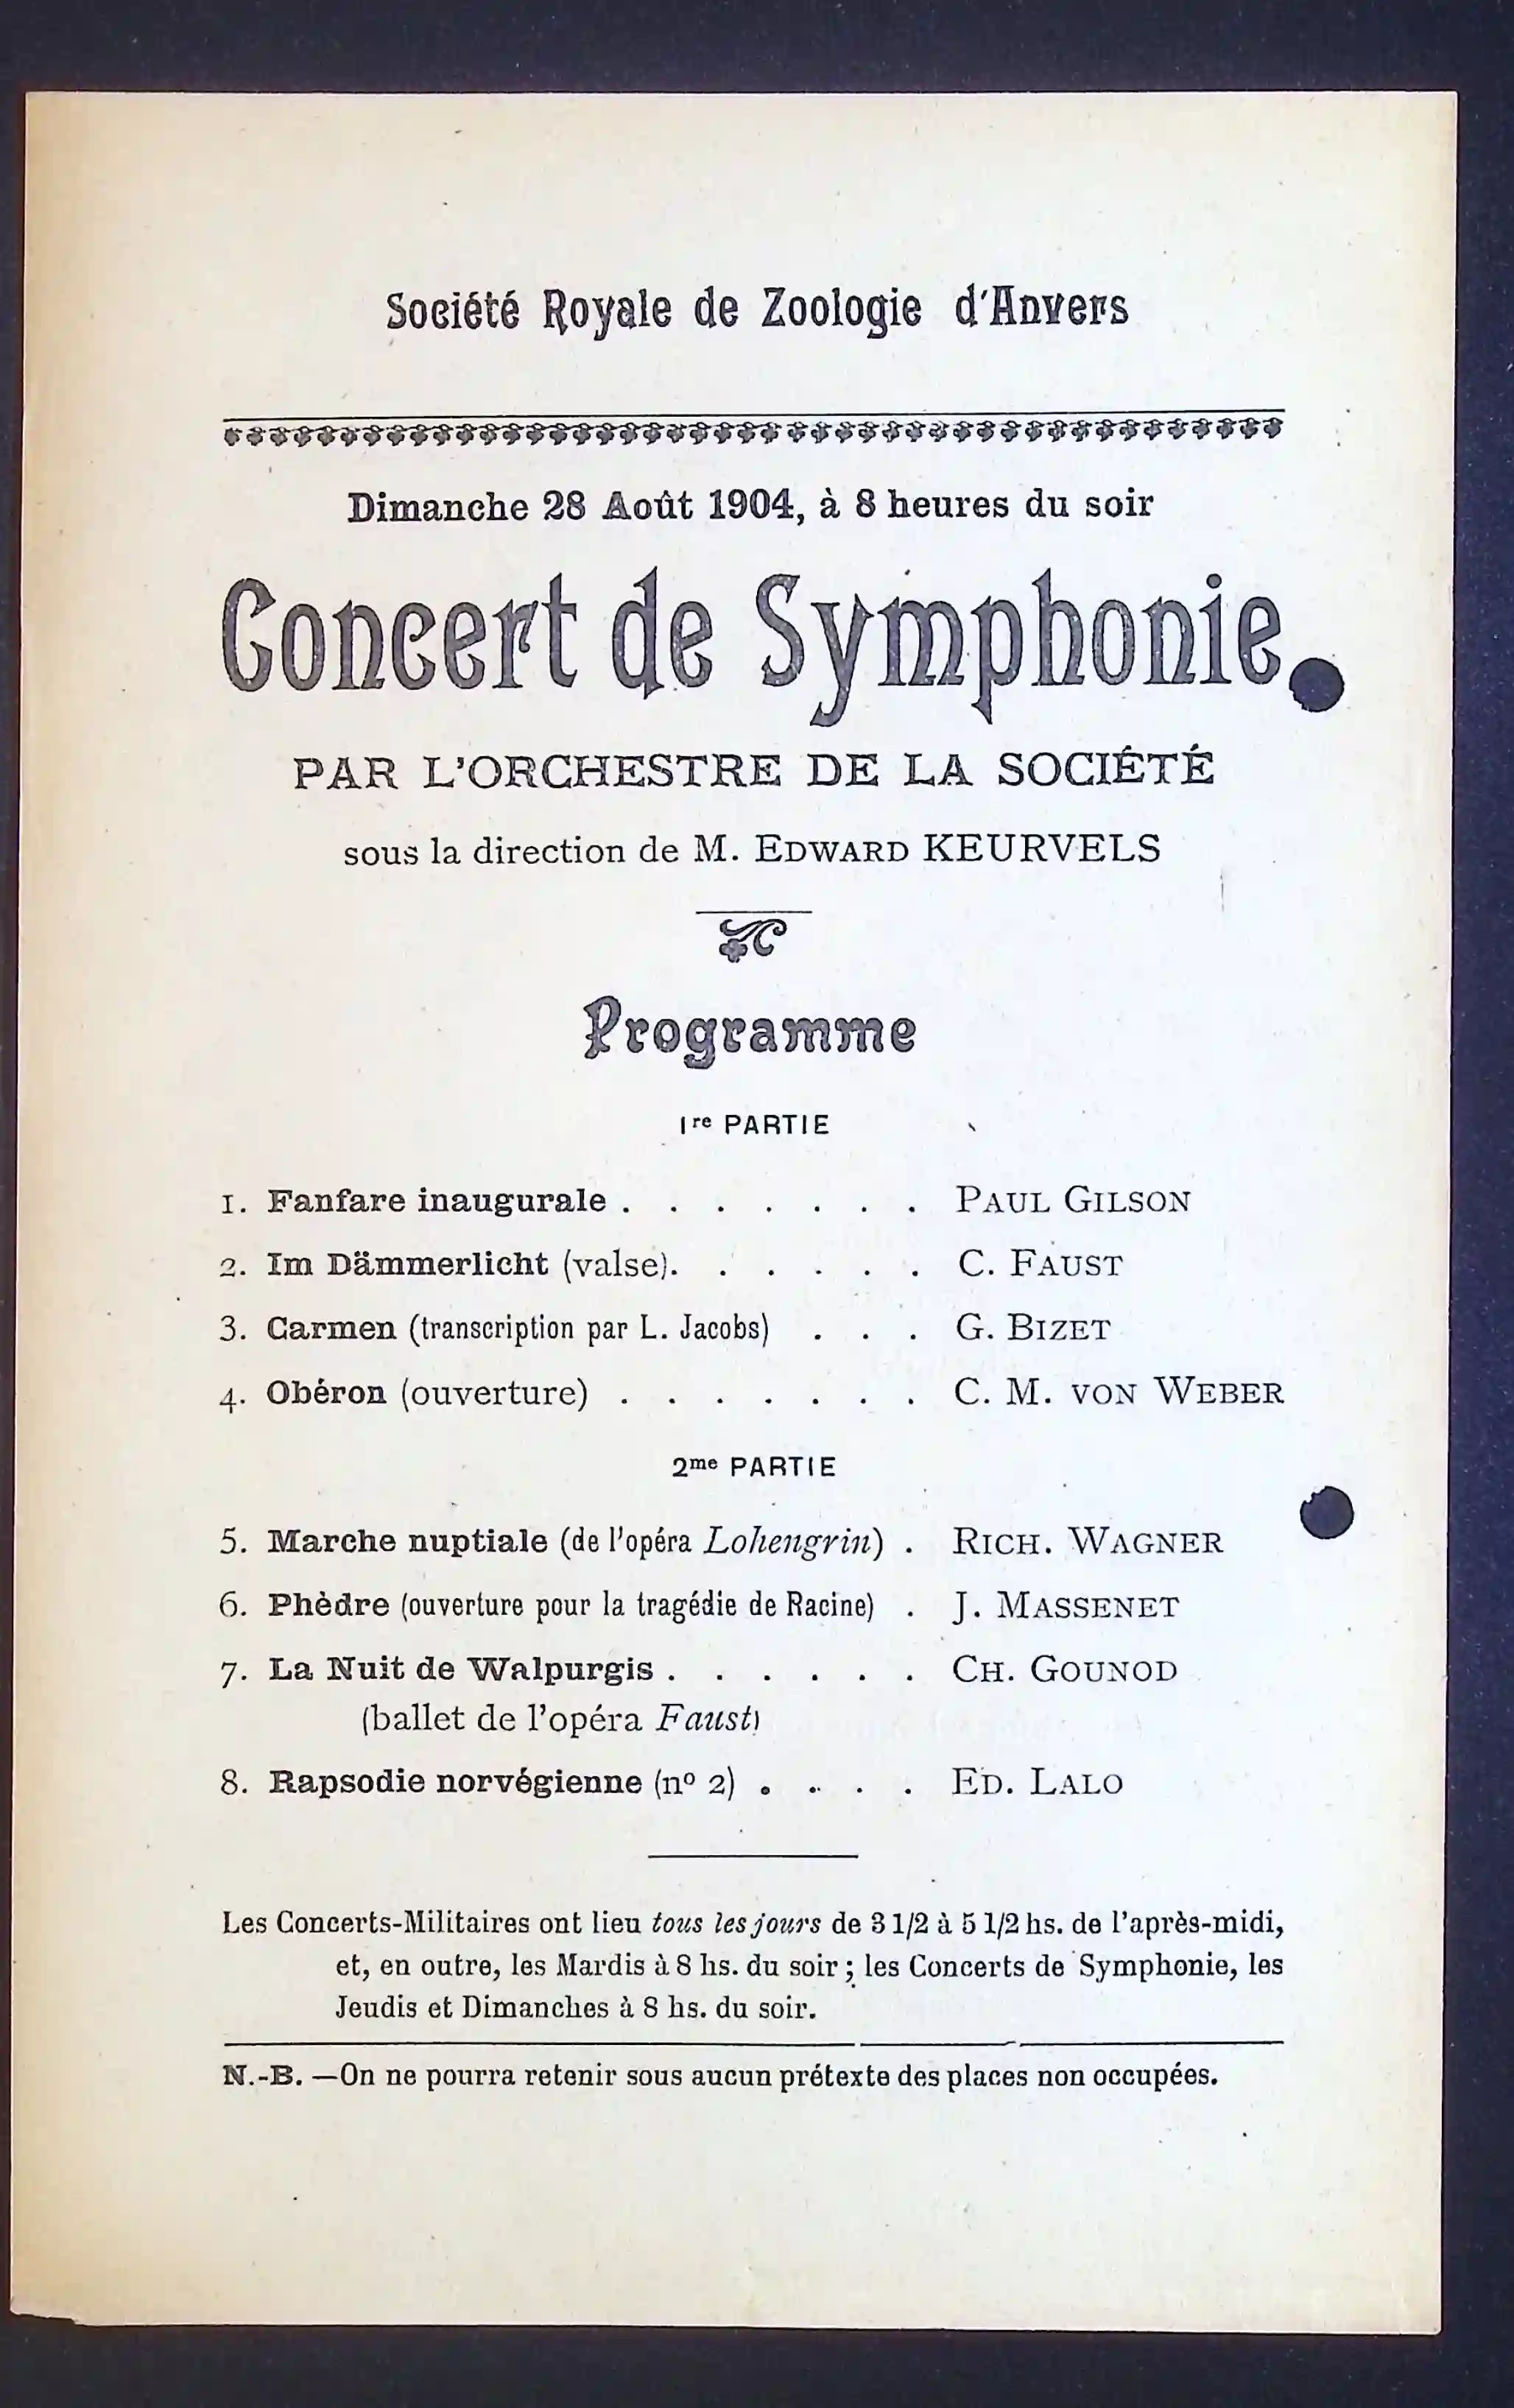 Société Royale de Zoologie d'Anvers
Dimanche 28 Août 1904, à 8 heures du soir
Concert de Symphonie
PAR L'ORCHESTRE DE LA SOCIÉTÉ
sous la direction de M. EDWARD KEURVELS
Programme
1re PARTIE
1. Fanfare inaugurale . . . . . . . PAUL GILSON
2. Im Dämmerlicht (valse). . . . . . C. FAUST
3. Carmen (transcription par L. Jacobs) . . . G. BIZET
4. Obéron (ouverture) . . . . . . . C. M. VON WEBER
2me PARTIE
5. Marche nuptiale (de l'opéra Lohengrin) . RICH. WAGNER
6. Phèdre (ouverture pour la tragédie de Racine) . J. MASSENET
7. La Nuit de Walpurgis . . . . . . CH. GOUNOD
(ballet de l'opéra Faust)
8. Rapsodie norvégienne (nº 2) . . . . ED. LALO
Les Concerts-Militaires ont lieu tous les jours de 3 1/2 à 5 1/2 hs. de l'après-midi,
et, en outre, les Mardis à 8 hs. du soir ; les Concerts de Symphonie, les
Jeudis et Dimanches à 8 hs. du soir.
N.-B. —On ne pourra retenir sous aucun prétexte des places non occupées.